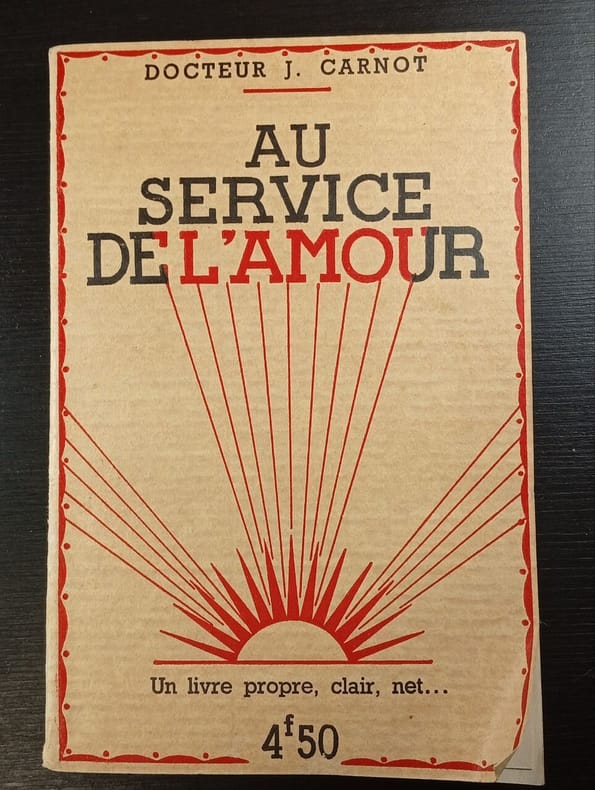 DOCTEUR J. CARNOT
AU
SERVICE
DE L'AMOUR
Un livre propre, clair, net...
4f50